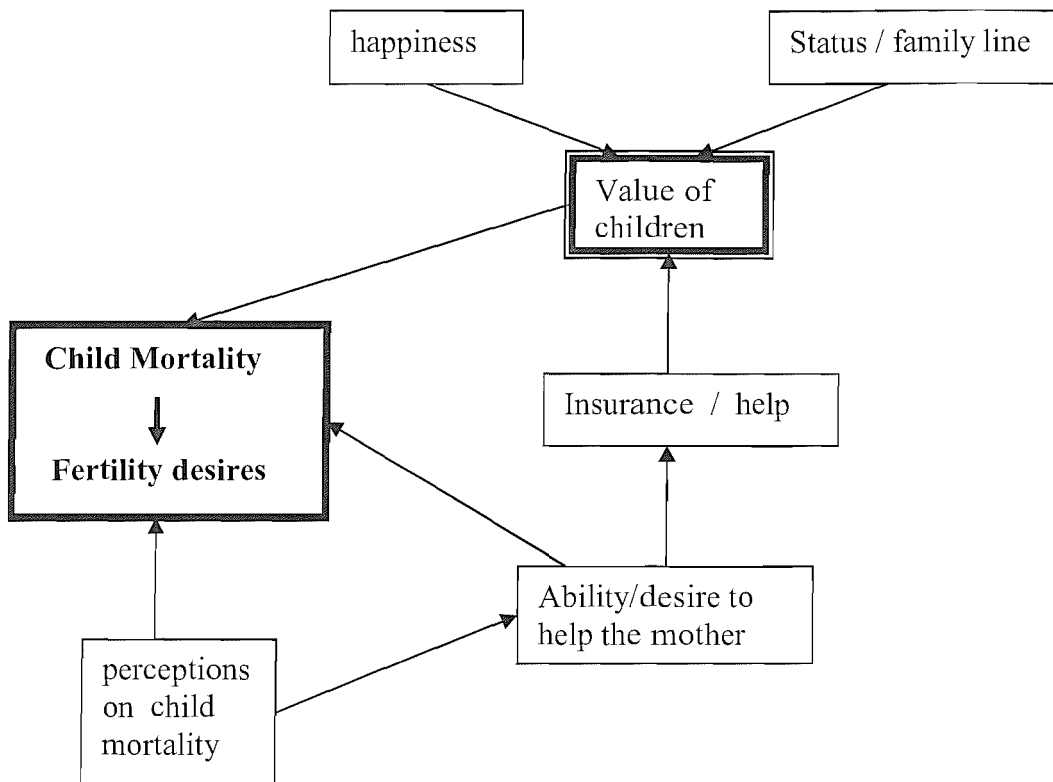 happiness
Status / family line
Value of
children
Child Mortality
Fertility desires
Insurance / help
Ability/desire to
help the mother
perceptions
on child
mortality